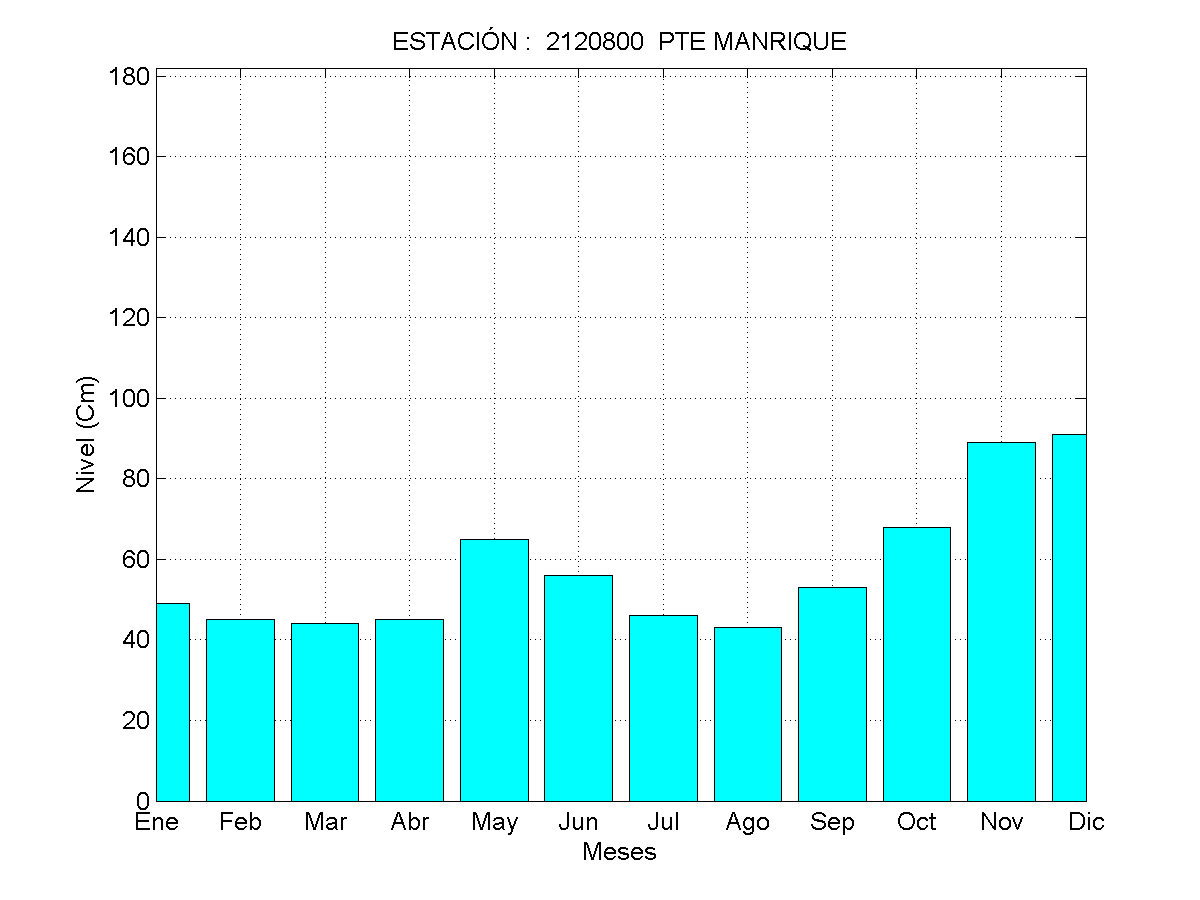 ESTACIÓN :  2120800  PTE MANRIQUE
180
160
140
120
100
80
60
40
20
0
Nivel (Cm)
Ene Feb Mar Abr May Jun Jul Ago Sep Oct Nov Dic
Meses